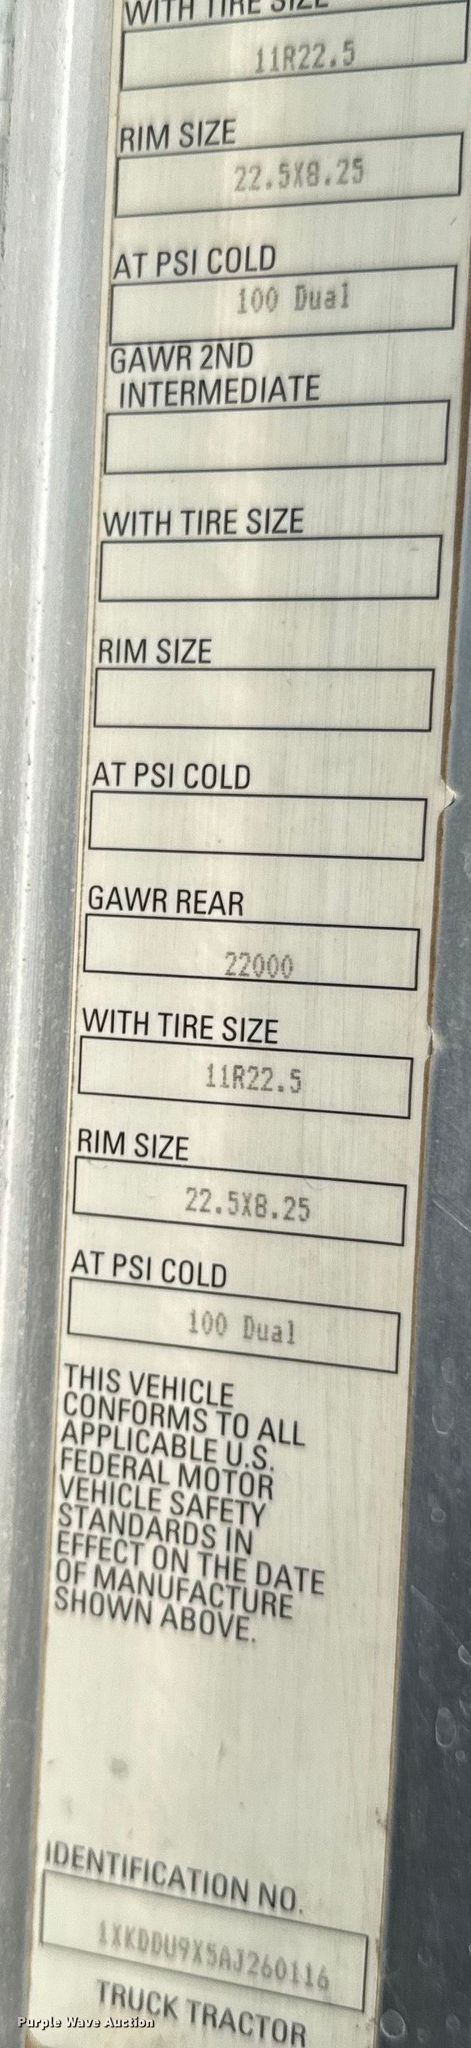 WITH TIRE SIZE
11R22.5
RIM SIZE
22.5X8.25
AT PSI COLD
100 Dual
GAWR 2ND
INTERMEDIATE
WITH TIRE SIZE
RIM SIZE
AT PSI COLD
GAWR REAR
22000
WITH TIRE SIZE
11R22.5
RIM SIZE
22.5X8.25
AT PSI COLD
100 Dual
THIS VEHICLE
CONFORMS TO ALL
APPLICABLE U.S.
FEDERAL MOTOR
VEHICLE SAFETY
STANDARDS IN
EFFECT ON THE DATE
OF MANUFACTURE
SHOWN ABOVE.
IDENTIFICATION NO.
1XKDDU9X5AJ260116
TRUCK TRACTOR
Purple Wave Auction